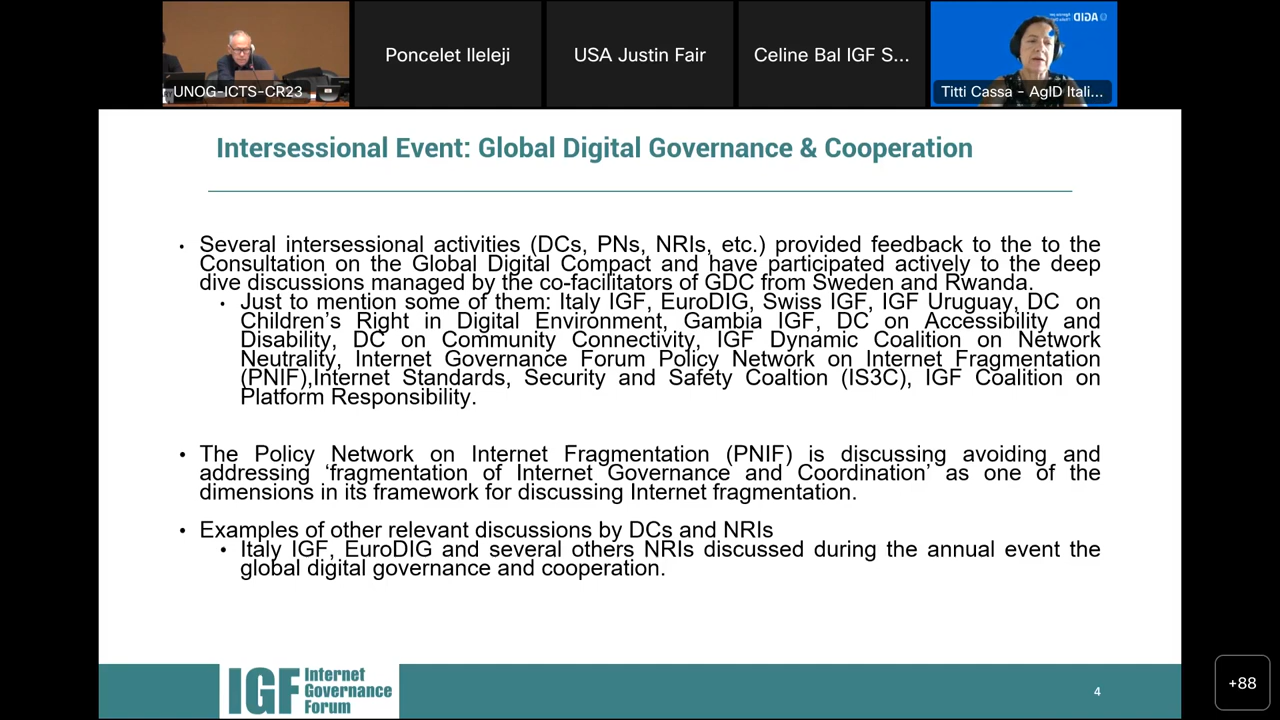 UNOG-ICTS-CR23
Poncelet Ileleji
USA Justin Fair
Celine Bal IGF S...
AGID
Titti Cassa - AgID Itali...
Intersessional Event: Global Digital Governance & Cooperation
• Several intersessional activities (DCs, PNs, NRIs, etc.) provided feedback to the to the
Consultation on the Global Digital Compact and have participated actively to the deep
dive discussions managed by the co-facilitators of GDC from Sweden and Rwanda.
• Just to mention some of them: Italy IGF, EuroDIG, Swiss IGF, IGF Uruguay, DC on
Children's Right in Digital Environment, Gambia IGF, DC on Accessibility and
Disability, DC on Community Connectivity, IGF Dynamic Coalition on Network
Neutrality, Internet Governance Forum Policy Network on Internet Fragmentation
(PNIF),Internet Standards, Security and Safety Coaltion (IS3C), IGF Coalition on
Platform Responsibility.
• The Policy Network on Internet Fragmentation (PNIF) is discussing avoiding and
addressing ‘fragmentation of Internet Governance and Coordination’ as one of the
dimensions in its framework for discussing Internet fragmentation.
• Examples of other relevant discussions by DCs and NRIs
• Italy IGF, EuroDIG and several others NRIs discussed during the annual event the
global digital governance and cooperation.
IGF Internet
Governance
Forum
4
+88